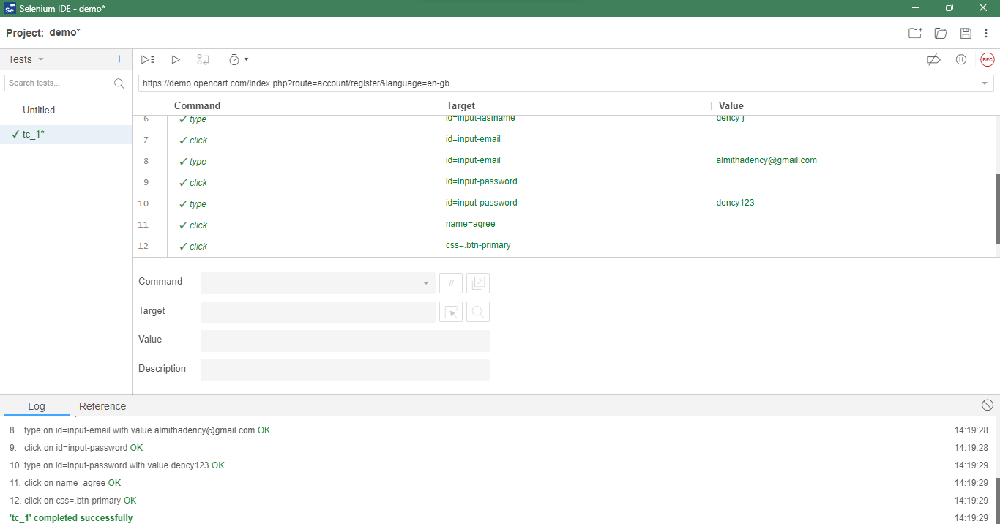 Se Selenium IDE - demo*
Project: demo*
Tests
Search tests...
Untitled
✓ tc_1*
REC
https://demo.opencart.com/index.php?route=account/register&language=en-gb
Command Target Value
6 ✓ type id=input-lastname dency j
7 ✓ click id=input-email
8 ✓ type id=input-email almithadency@gmail.com
9 ✓ click id=input-password
10 ✓ type id=input-password dency123
11 ✓ click name=agree
12 ✓ click css=.btn-primary
Command //
Target
Value
Description
Log Reference
8. type on id=input-email with value almithadency@gmail.com OK 14:19:28
9. click on id=input-password OK 14:19:28
10. type on id=input-password with value dency123 OK 14:19:29
11. click on name=agree OK 14:19:29
12. click on css=.btn-primary OK 14:19:29
'tc_1' completed successfully 14:19:29